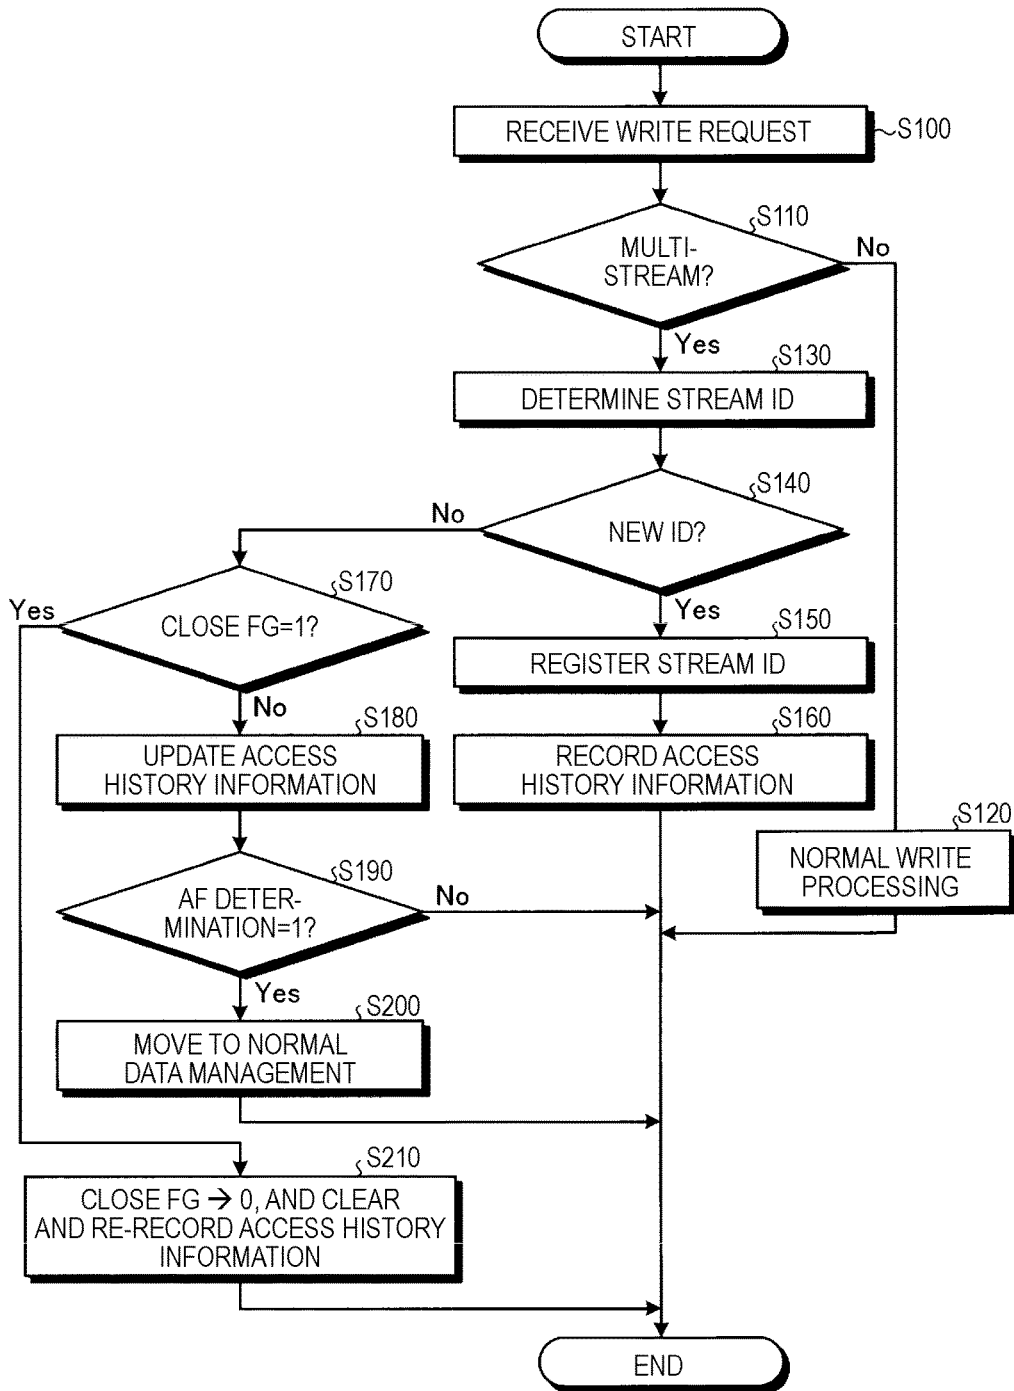 START
RECEIVE WRITE REQUEST
S100
S110
MULTI-
STREAM?
No
Yes
S130
DETERMINE STREAM ID
S140
NEW ID?
No
Yes
S170
CLOSE FG=1?
Yes
No
S150
REGISTER STREAM ID
S180
UPDATE ACCESS
HISTORY INFORMATION
S160
RECORD ACCESS
HISTORY INFORMATION
S120
NORMAL WRITE
PROCESSING
S190
AF DETER-
MINATION=1?
No
Yes
S200
MOVE TO NORMAL
DATA MANAGEMENT
S210
CLOSE FG → 0, AND CLEAR
AND RE-RECORD ACCESS HISTORY
INFORMATION
END